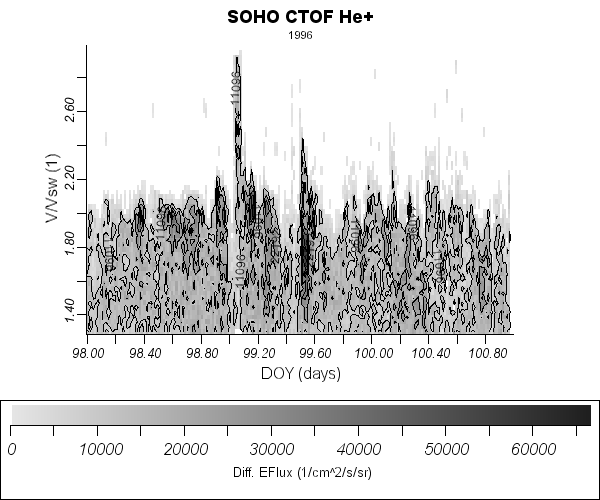 SOHO CTOF He+
1996
V/Vsw (1)
2.60
2.20
1.80
1.40
11096
11096
98.00 98.40 98.80 99.20 99.60 100.00 100.40 100.80
DOY (days)
0 10000 20000 30000 40000 50000 60000
Diff. EFlux (1/cm^2/s/sr)